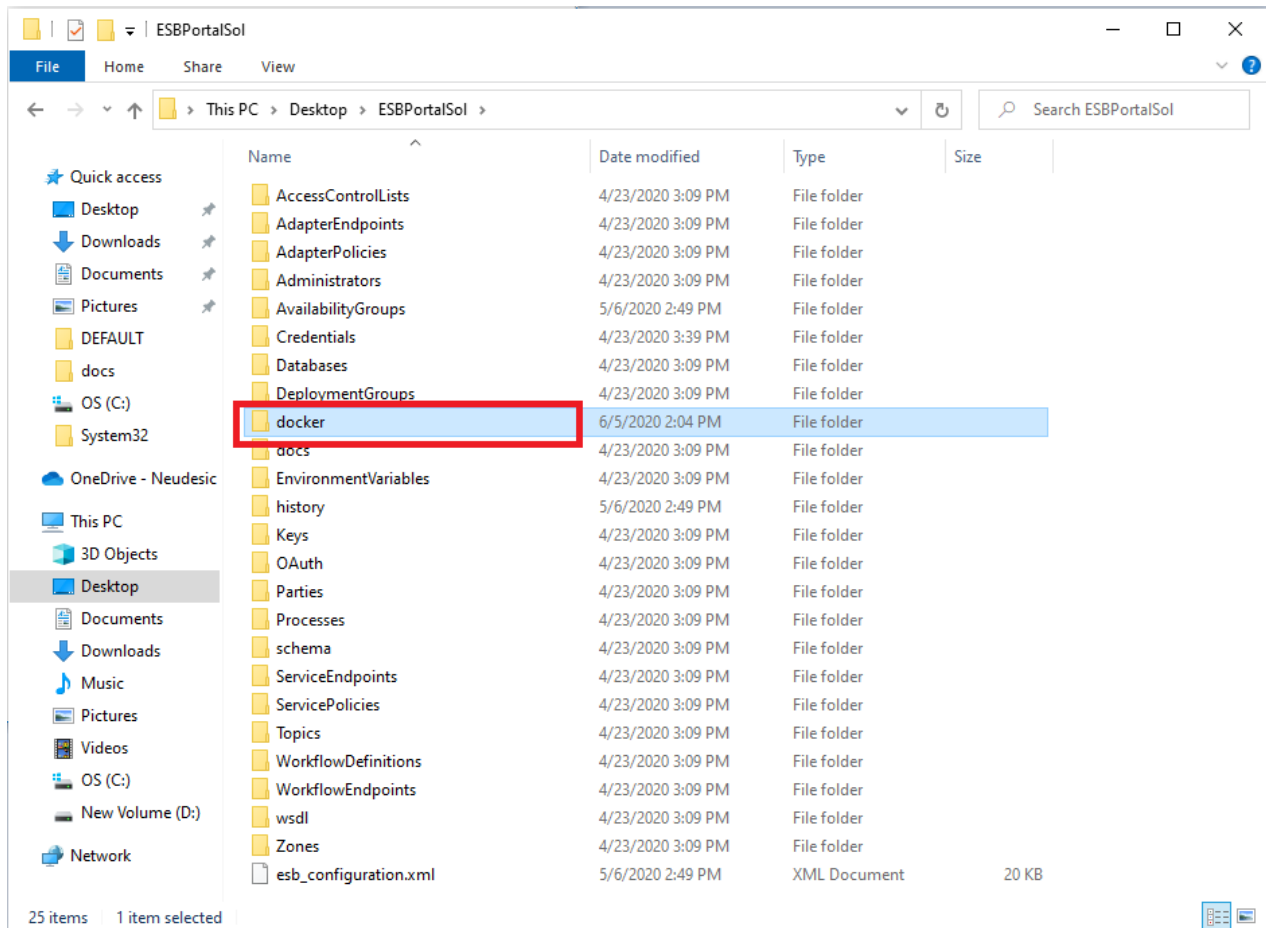 ESBPortalSol
File Home Share View
This PC > Desktop > ESBPortalSol > Search ESBPortalSol
Name Date modified Type Size
Quick access
Desktop
Downloads
Documents
Pictures
DEFAULT
docs
OS (C:)
System32
OneDrive - Neudesic
This PC
3D Objects
Desktop
Documents
Downloads
Music
Pictures
Videos
OS (C:)
New Volume (D:)
Network
AccessControlLists 4/23/2020 3:09 PM File folder
AdapterEndpoints 4/23/2020 3:09 PM File folder
AdapterPolicies 4/23/2020 3:09 PM File folder
Administrators 4/23/2020 3:09 PM File folder
AvailabilityGroups 5/6/2020 2:49 PM File folder
Credentials 4/23/2020 3:39 PM File folder
Databases 4/23/2020 3:09 PM File folder
DeploymentGroups 4/23/2020 3:09 PM File folder
docker 6/5/2020 2:04 PM File folder
docs 4/23/2020 3:09 PM File folder
EnvironmentVariables 4/23/2020 3:09 PM File folder
history 5/6/2020 2:49 PM File folder
Keys 4/23/2020 3:09 PM File folder
OAuth 4/23/2020 3:09 PM File folder
Parties 4/23/2020 3:09 PM File folder
Processes 4/23/2020 3:09 PM File folder
schema 4/23/2020 3:09 PM File folder
ServiceEndpoints 4/23/2020 3:09 PM File folder
ServicePolicies 4/23/2020 3:09 PM File folder
Topics 4/23/2020 3:09 PM File folder
WorkflowDefinitions 4/23/2020 3:09 PM File folder
WorkflowEndpoints 4/23/2020 3:09 PM File folder
wsdl 4/23/2020 3:09 PM File folder
Zones 4/23/2020 3:09 PM File folder
esb_configuration.xml 5/6/2020 2:49 PM XML Document 20 KB
25 items 1 item selected